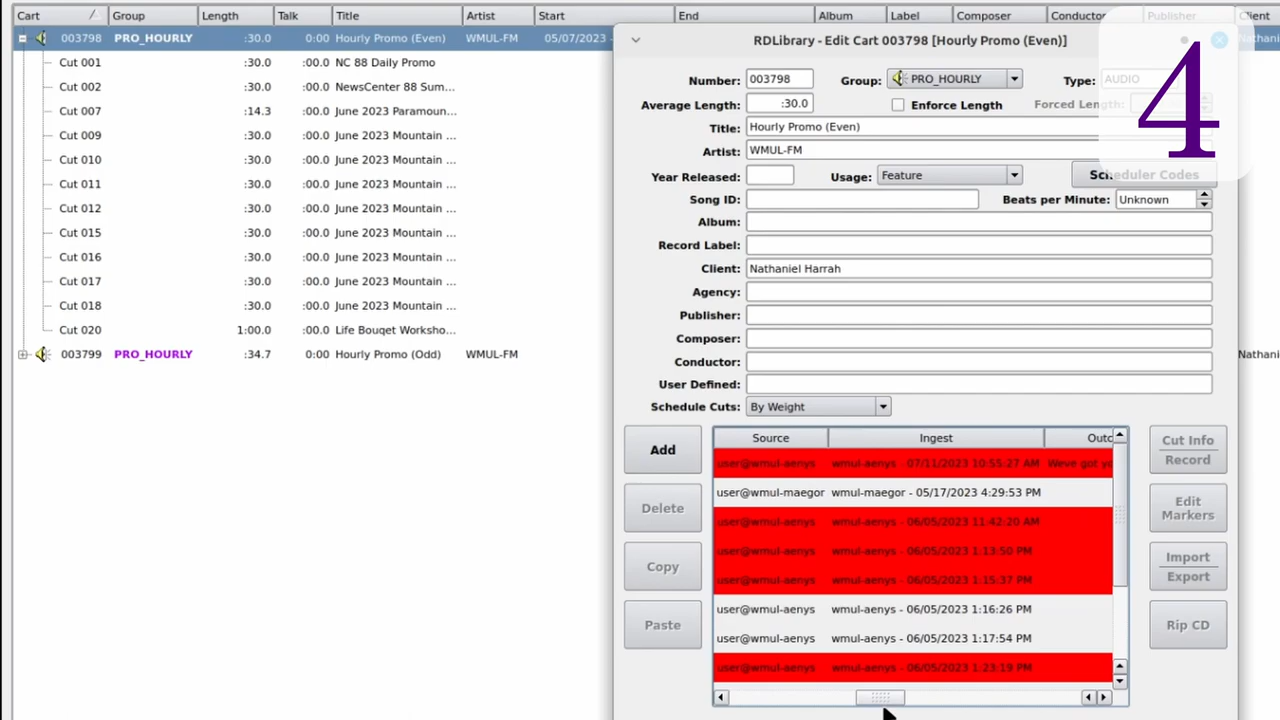 Cart Group Length Talk Title Artist Start End Album Label Composer Conductor Publisher Client
003798 PRO_HOURLY :30.0 0:00 Hourly Promo (Even) WMUL-FM 05/07/2023 -
Cut 001 :30.0 :00.0 NC 88 Daily Promo
Cut 002 :30.0 :00.0 NewsCenter 88 Sum...
Cut 007 :14.3 :00.0 June 2023 Paramoun...
Cut 009 :30.0 :00.0 June 2023 Mountain ...
Cut 010 :30.0 :00.0 June 2023 Mountain ...
Cut 011 :30.0 :00.0 June 2023 Mountain ...
Cut 012 :30.0 :00.0 June 2023 Mountain ...
Cut 015 :30.0 :00.0 June 2023 Mountain ...
Cut 016 :30.0 :00.0 June 2023 Mountain ...
Cut 017 :30.0 :00.0 June 2023 Mountain ...
Cut 018 :30.0 :00.0 June 2023 Mountain ...
Cut 020 1:00.0 :00.0 Life Bouqet Worksho...
003799 PRO_HOURLY :34.7 0:00 Hourly Promo (Odd) WMUL-FM Nathani
RDLibrary - Edit Cart 003798 [Hourly Promo (Even)]
4
Number: 003798 Group: PRO_HOURLY Type: AUDIO
Average Length: :30.0 Enforce Length Forced Length:
Title: Hourly Promo (Even)
Artist: WMUL-FM
Year Released: Usage: Feature Scheduler Codes
Song ID: Beats per Minute: Unknown
Album:
Record Label:
Client: Nathaniel Harrah
Agency:
Publisher:
Composer:
Conductor:
User Defined:
Schedule Cuts: By Weight
Add
Delete
Copy
Paste
Source Ingest Outc
user@wmul-aenys wmul-aenys - 07/11/2023 10:55:27 AM Weve got yo
user@wmul-maegor wmul-maegor - 05/17/2023 4:29:53 PM
user@wmul-aenys wmul-aenys - 06/05/2023 11:42:20 AM
user@wmul-aenys wmul-aenys - 06/05/2023 1:13:50 PM
user@wmul-aenys wmul-aenys - 06/05/2023 1:15:37 PM
user@wmul-aenys wmul-aenys - 06/05/2023 1:16:26 PM
user@wmul-aenys wmul-aenys - 06/05/2023 1:17:54 PM
user@wmul-aenys wmul-aenys - 06/05/2023 1:23:19 PM
Cut Info
Record
Edit
Markers
Import
Export
Rip CD